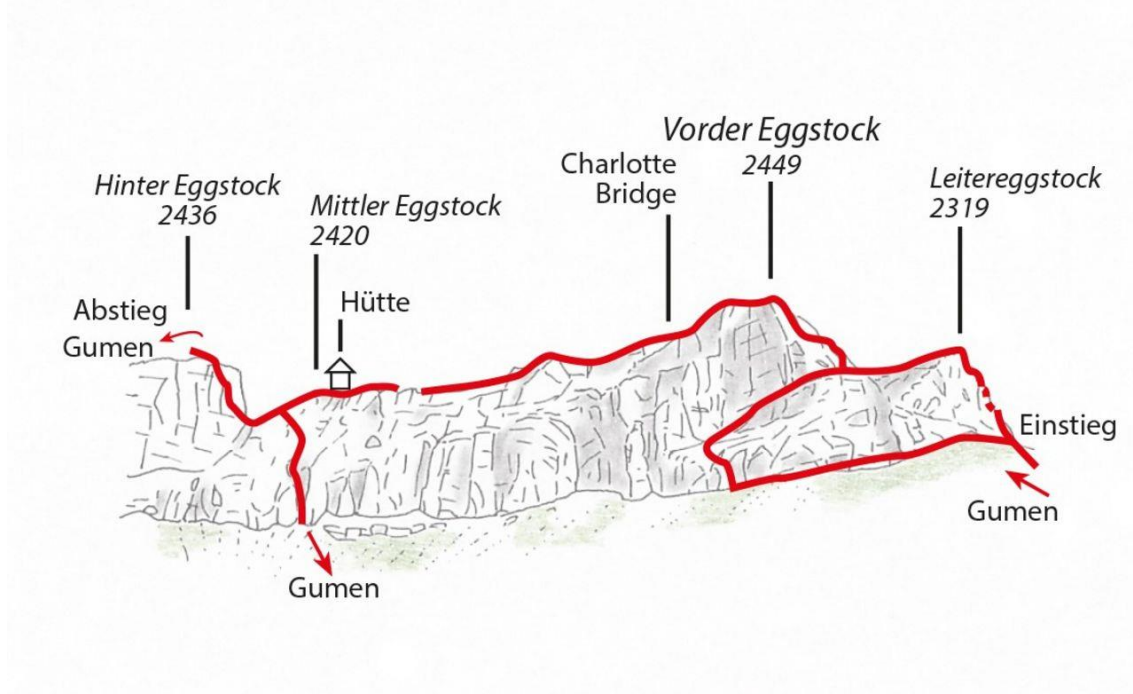 Vorder Eggstock
2449
Charlotte
Bridge
Leitereggstock
2319
Hinter Eggstock
2436
Mittler Eggstock
2420
Hütte
Abstieg
Gumen
Einstieg
Gumen
Gumen